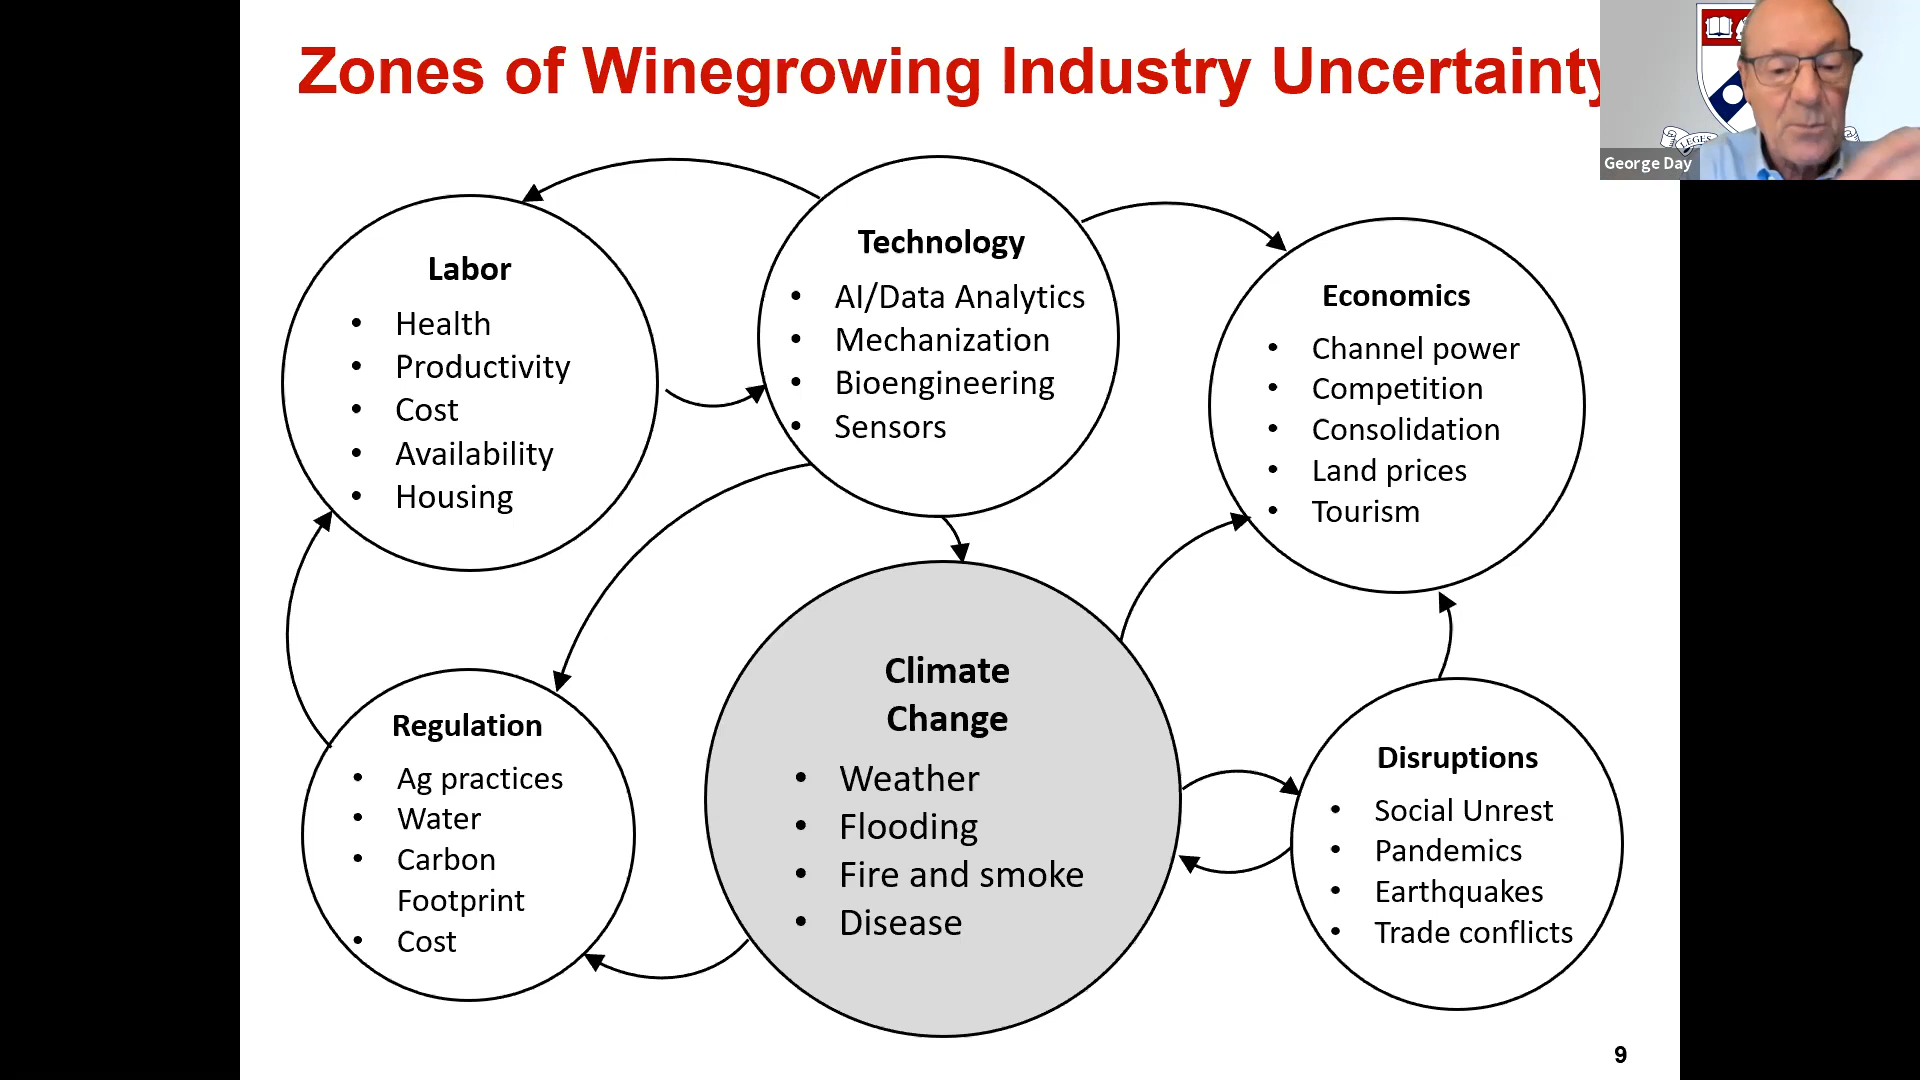 Zones of Winegrowing Industry Uncertainty
LEGES
George Day
Labor
• Health
• Productivity
• Cost
• Availability
• Housing
Technology
• AI/Data Analytics
• Mechanization
• Bioengineering
• Sensors
Economics
• Channel power
• Competition
• Consolidation
• Land prices
• Tourism
Regulation
• Ag practices
• Water
• Carbon
Footprint
• Cost
Climate
Change
• Weather
• Flooding
• Fire and smoke
• Disease
Disruptions
• Social Unrest
• Pandemics
• Earthquakes
• Trade conflicts
9